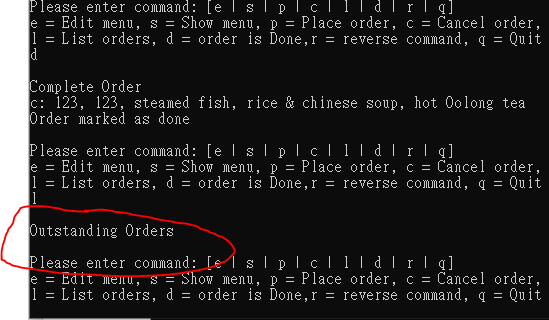 Please enter command: [e | s | p | c | l | d | r | q]
e = Edit menu, s = Show menu, p = Place order, c = Cancel order,
l = List orders, d = order is Done,r = reverse command, q = Quit
d
Complete Order
c: 123, 123, steamed fish, rice & chinese soup, hot Oolong tea
Order marked as done
Please enter command: [e | s | p | c | l | d | r | q]
e = Edit menu, s = Show menu, p = Place order, c = Cancel order,
l = List orders, d = order is Done,r = reverse command, q = Quit
l
Outstanding Orders
Please enter command: [e | s | p | c | l | d | r | q]
e = Edit menu, s = Show menu, p = Place order, c = Cancel order,
l = List orders, d = order is Done,r = reverse command, q = Quit